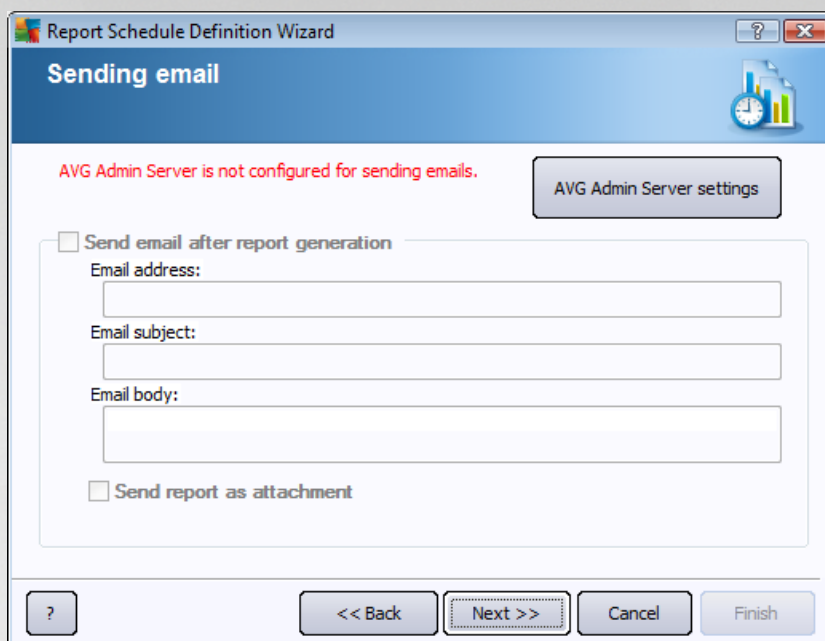 Report Schedule Definition Wizard
?
Sending email
AVG Admin Server is not configured for sending emails.
AVG Admin Server settings
Send email after report generation
Email address:
Email subject:
Email body:
Send report as attachment
?
<< Back
Next >>
Cancel
Finish